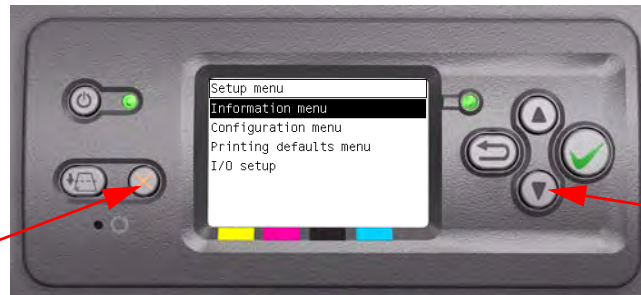 Setup menu
Information menu
Configuration menu
Printing defaults menu
I/O setup